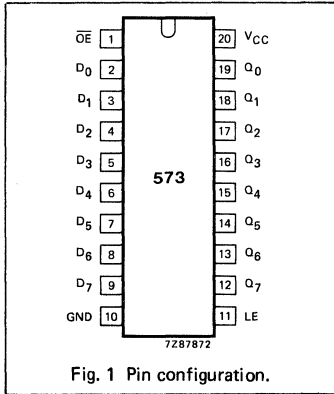 OE 1 20 VCC
D0 2 19 Q0
D1 3 18 Q1
D2 4 17 Q2
D3 5 16 Q3
573
D4 6 15 Q4
D5 7 14 Q5
D6 8 13 Q6
D7 9 12 Q7
GND 10 11 LE
7Z87872
Fig. 1 Pin configuration.